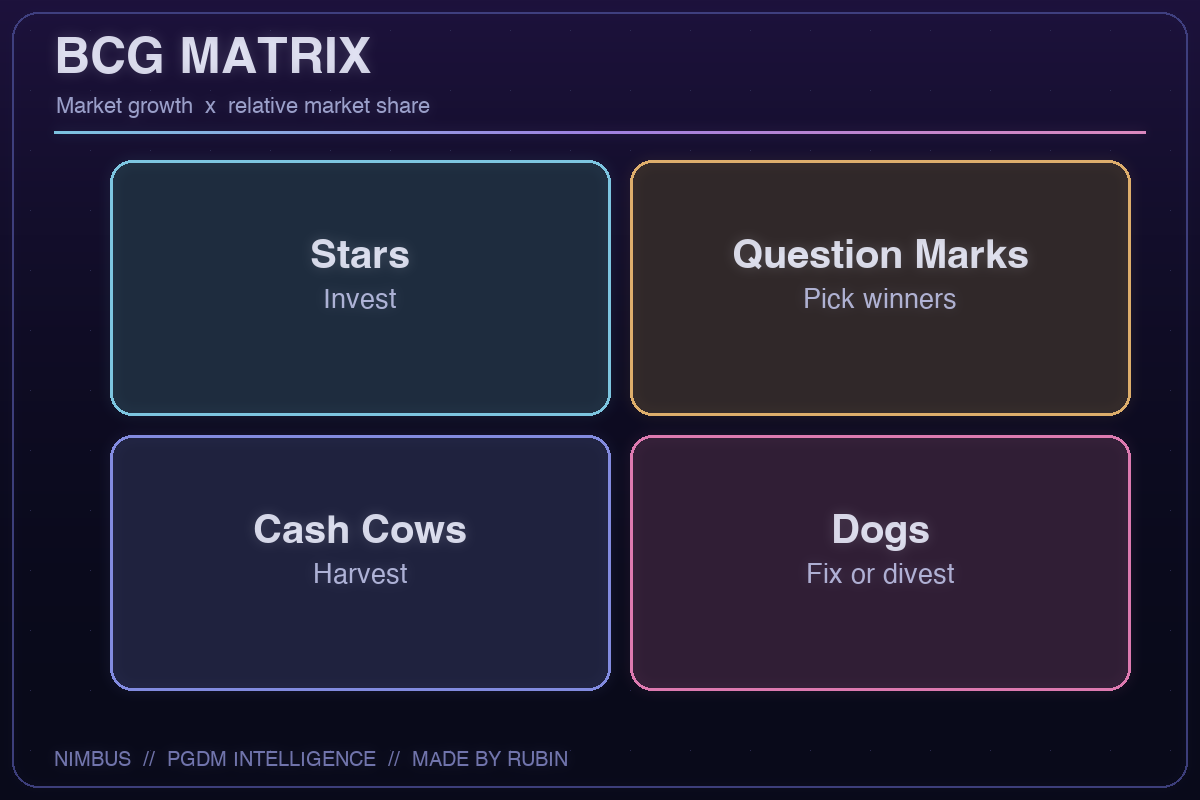 BCG MATRIX
Market growth x relative market share
Stars
Invest
Question Marks
Pick winners
Cash Cows
Harvest
Dogs
Fix or divest
NIMBUS // PGDM INTELLIGENCE // MADE BY RUBIN